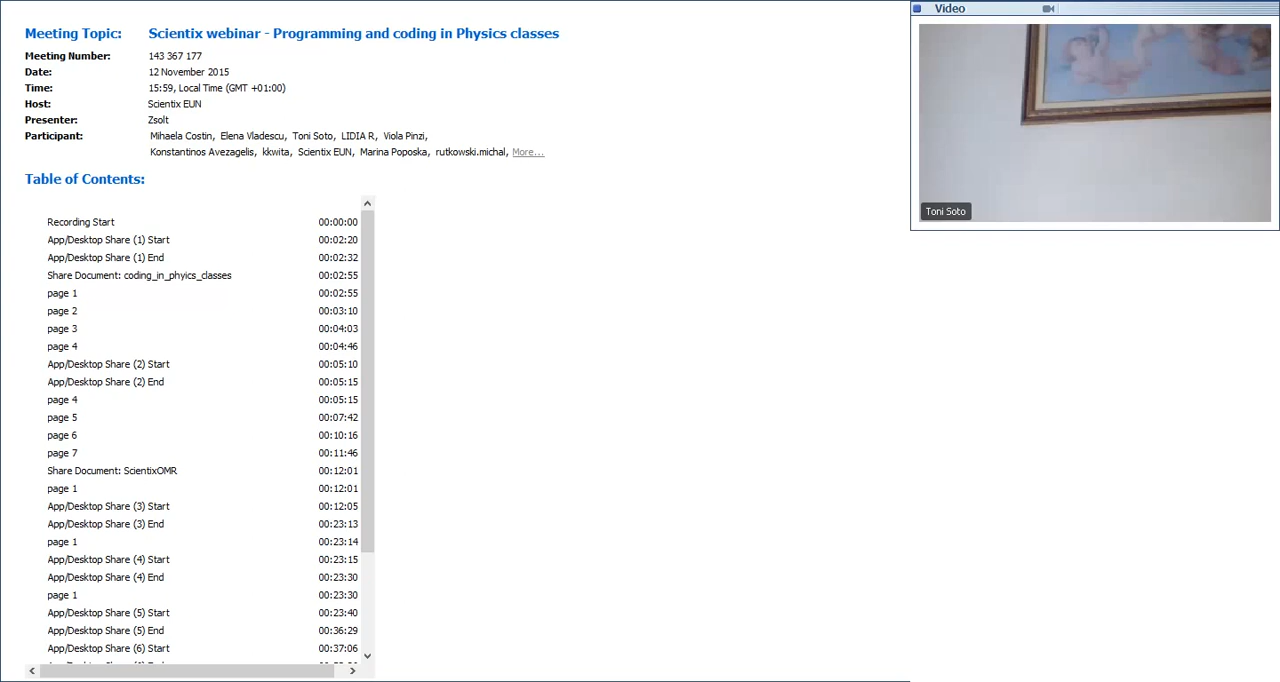 Meeting Topic: Scientix webinar - Programming and coding in Physics classes
Meeting Number: 143 367 177
Date: 12 November 2015
Time: 15:59, Local Time (GMT +01:00)
Host: Scientix EUN
Presenter: Zsolt
Participant: Mihaela Costin, Elena Vladescu, Toni Soto, LIDIA R, Viola Pinzi,
Konstantinos Avezagelis, kkwita, Scientix EUN, Marina Poposka, rutkowski.michal, More...
Table of Contents:
Recording Start 00:00:00
App/Desktop Share (1) Start 00:02:20
App/Desktop Share (1) End 00:02:32
Share Document: coding_in_phyics_classes 00:02:55
page 1 00:02:55
page 2 00:03:10
page 3 00:04:03
page 4 00:04:46
App/Desktop Share (2) Start 00:05:10
App/Desktop Share (2) End 00:05:15
page 4 00:05:15
page 5 00:07:42
page 6 00:10:16
page 7 00:11:46
Share Document: ScientixOMR 00:12:01
page 1 00:12:01
App/Desktop Share (3) Start 00:12:05
App/Desktop Share (3) End 00:23:13
page 1 00:23:14
App/Desktop Share (4) Start 00:23:15
App/Desktop Share (4) End 00:23:30
page 1 00:23:30
App/Desktop Share (5) Start 00:23:40
App/Desktop Share (5) End 00:36:29
App/Desktop Share (6) Start 00:37:06
Video
Toni Soto